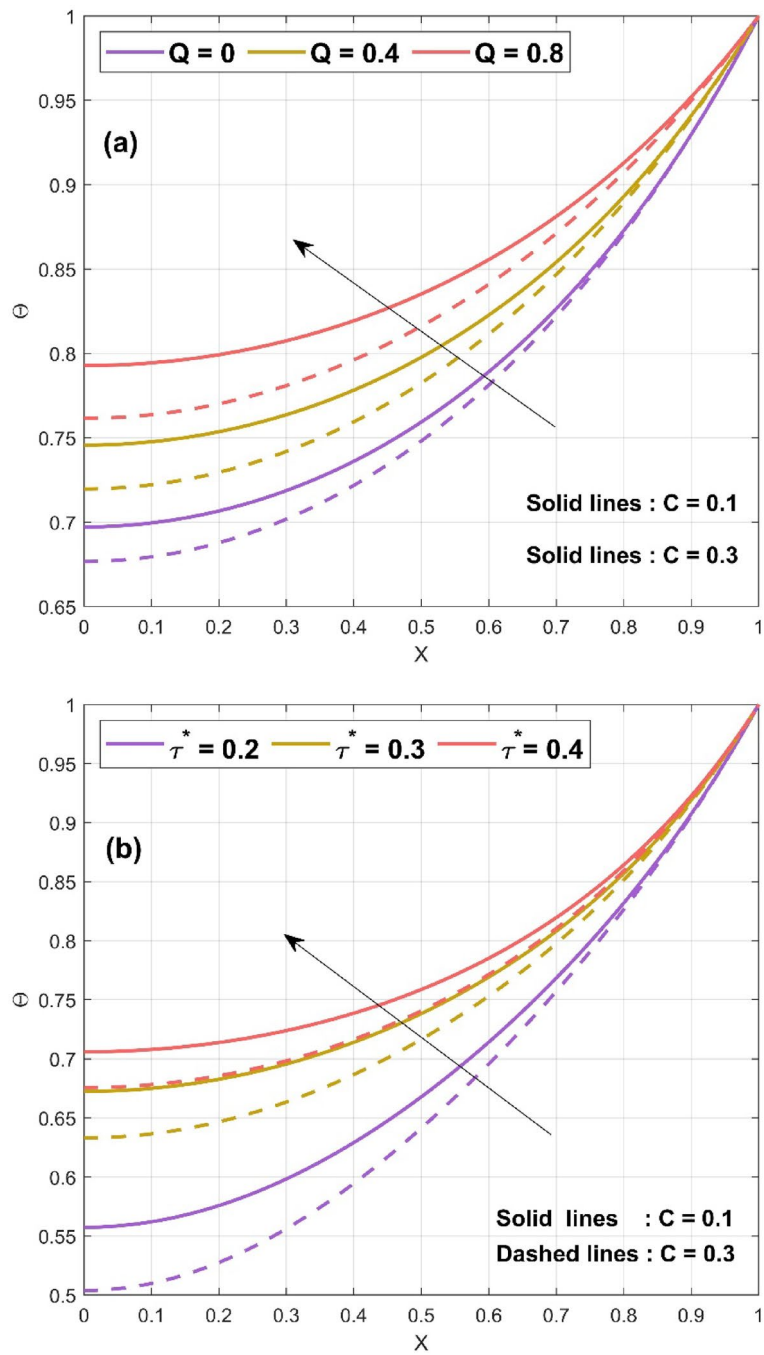 1
Q = 0 Q = 0.4 Q = 0.8
0.95
(a)
0.9
0.85
Θ
0.8
0.75
Solid lines : C = 0.1
0.7
Solid lines : C = 0.3
0.65
0 0.1 0.2 0.3 0.4 0.5 0.6 0.7 0.8 0.9 1
X
1
τ* = 0.2 τ* = 0.3 τ* = 0.4
0.95
0.9
(b)
0.85
0.8
0.75
Θ
0.7
0.65
0.6
Solid lines : C = 0.1
0.55
Dashed lines : C = 0.3
0.5
0 0.1 0.2 0.3 0.4 0.5 0.6 0.7 0.8 0.9 1
X